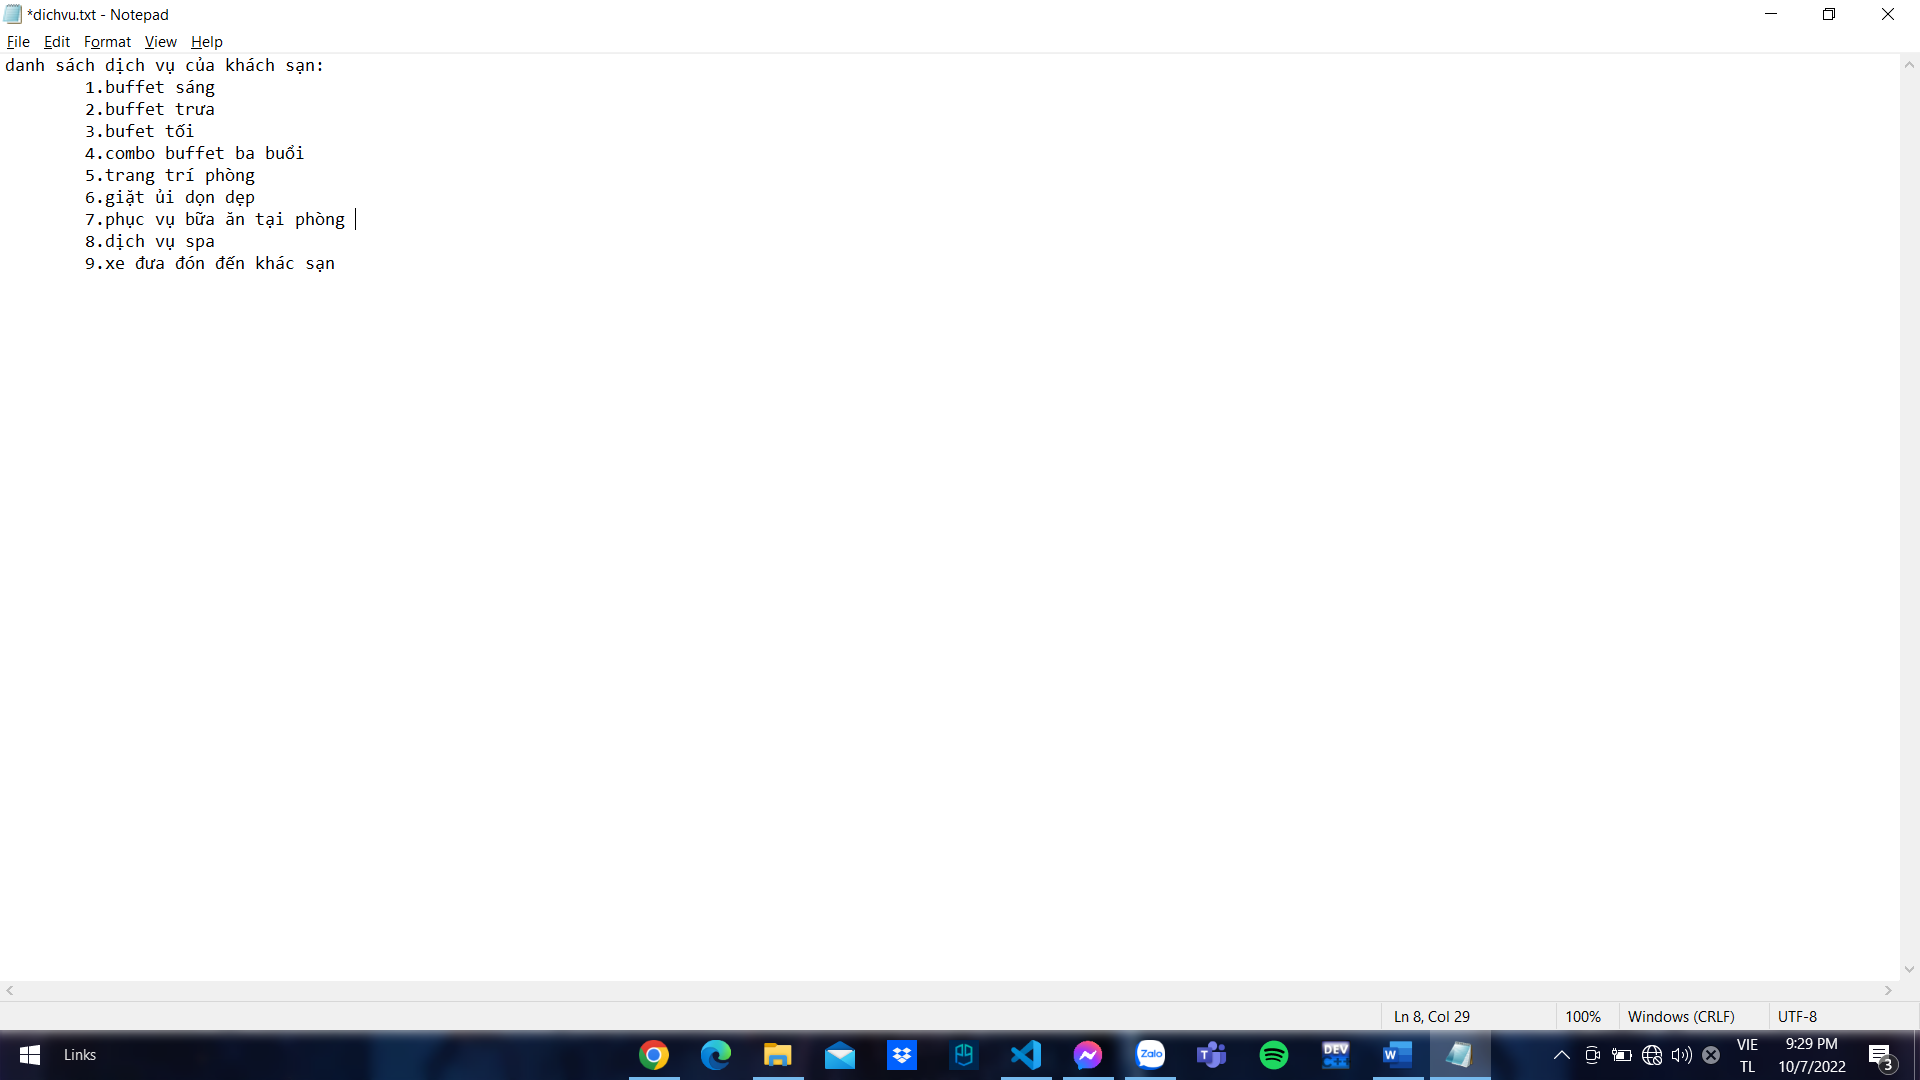 *dichvu.txt - Notepad
File Edit Format View Help
danh sách dịch vụ của khách sạn:
1.buffet sáng
2.buffet trưa
3.bufet tối
4.combo buffet ba buổi
5.trang trí phòng
6.giặt ủi dọn dẹp
7.phục vụ bữa ăn tại phòng
8.dịch vụ spa
9.xe đưa đón đến khác sạn
Ln 8, Col 29 100% Windows (CRLF) UTF-8
Links
Zalo
DEV C++
W
VIE
TL
9:29 PM
10/7/2022
3